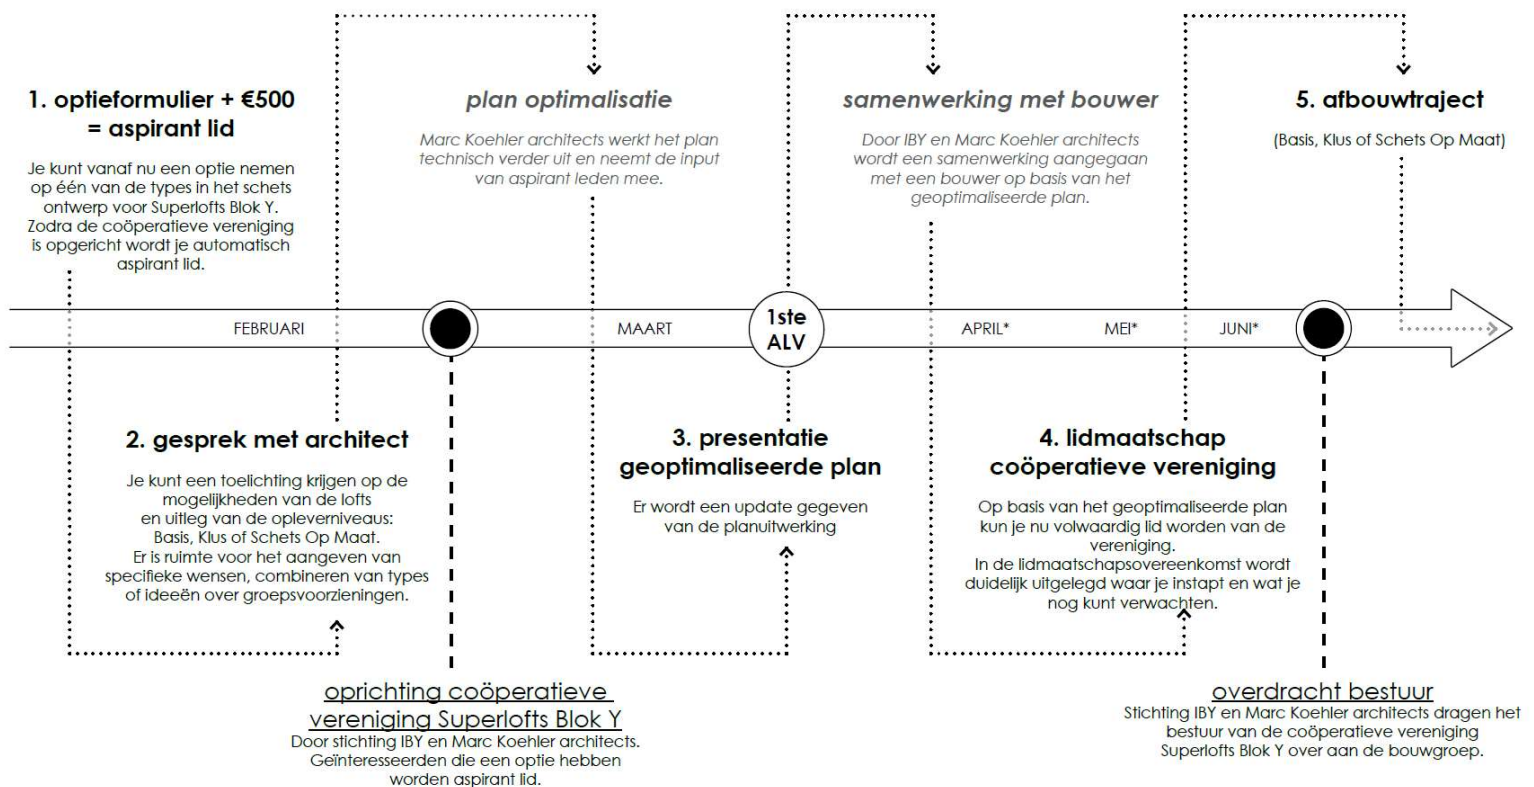 1. optieformulier + €500
= aspirant lid
Je kunt vanaf nu een optie nemen
op één van de types in het schets
ontwerp voor Superlofts Blok Y.
Zodra de coöperatieve vereniging
is opgericht wordt je automatisch
aspirant lid.
plan optimalisatie
Marc Koehler architects werkt het plan
technisch verder uit en neemt de input
van aspirant leden mee.
samenwerking met bouwer
Door IBY en Marc Koehler architects
wordt een samenwerking aangegaan
met een bouwer op basis van het
geoptimaliseerde plan.
5. afbouwtraject
(Basis, Klus of Schets Op Maat)
FEBRUARI
MAART
1ste
ALV
APRIL*
MEI*
JUNI*
2. gesprek met architect
Je kunt een toelichting krijgen op de
mogelijkheden van de lofts
en uitleg van de opleverniveaus:
Basis, Klus of Schets Op Maat.
Er is ruimte voor het aangeven van
specifieke wensen, combineren van types
of ideeën over groepsvoorzieningen.
3. presentatie
geoptimaliseerde plan
Er wordt een update gegeven
van de planuitwerking
4. lidmaatschap
coöperatieve vereniging
Op basis van het geoptimaliseerde plan
kun je nu volwaardig lid worden van de
vereniging.
In de lidmaatschapsovereenkomst wordt
duidelijk uitgelegd waar je instapt en wat je
nog kunt verwachten.
oprichting coöperatieve
vereniging Superlofts Blok Y
Door stichting IBY en Marc Koehler architects.
Geïnteresseerden die een optie hebben
worden aspirant lid.
overdracht bestuur
Stichting IBY en Marc Koehler architects dragen het
bestuur van de coöperatieve vereniging
Superlofts Blok Y over aan de bouwgroep.